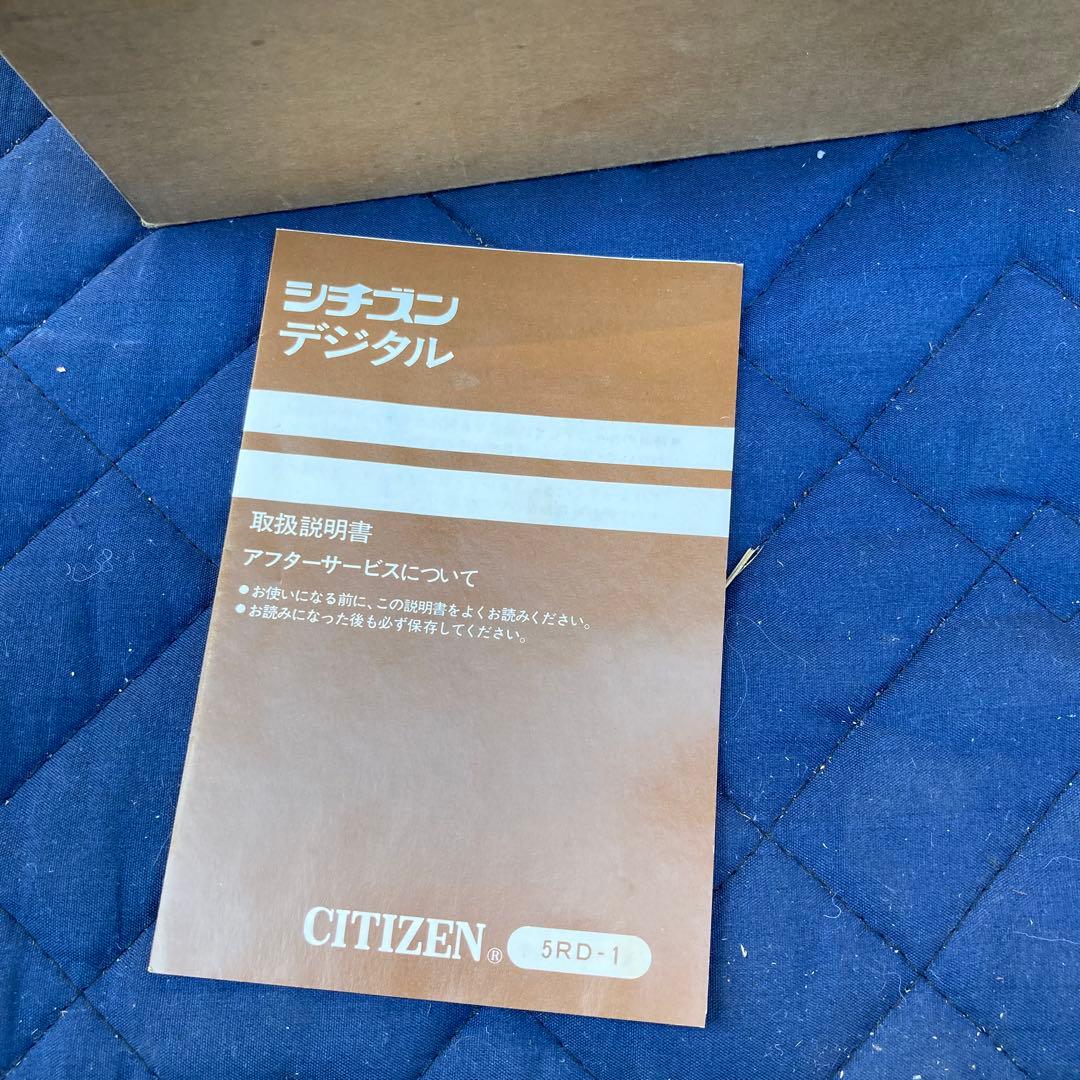 シチズン
デジタル
取扱説明書
アフターサービスについて
●お使いになる前に、この説明書をよくお読みください。
●お読みになった後も必ず保存してください。
CITIZEN®
5RD-1